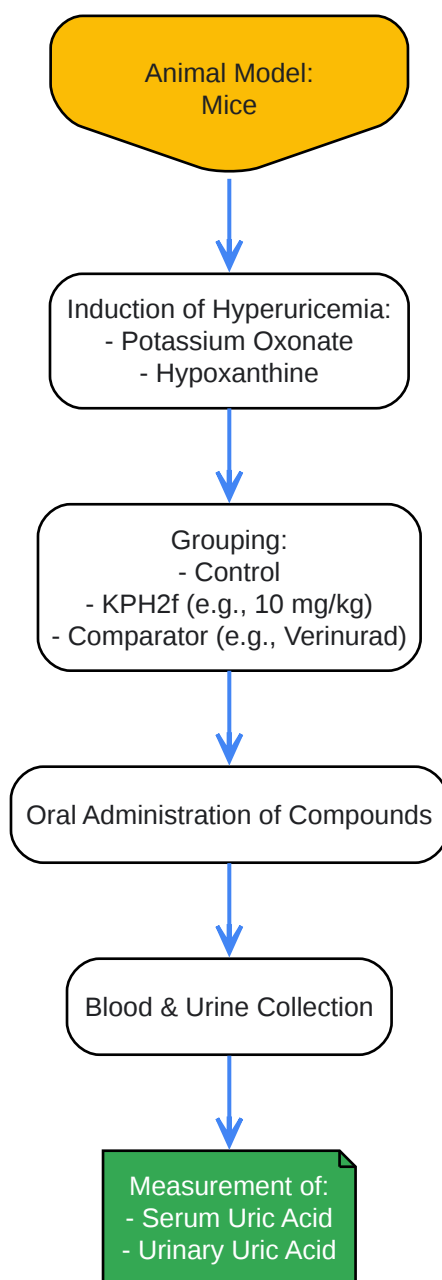 Animal Model:
Mice
Induction of Hyperuricemia:
- Potassium Oxonate
- Hypoxanthine
Grouping:
- Control
- KPH2f (e.g., 10 mg/kg)
- Comparator (e.g., Verinurad)
Oral Administration of Compounds
Blood & Urine Collection
Measurement of:
- Serum Uric Acid
- Urinary Uric Acid